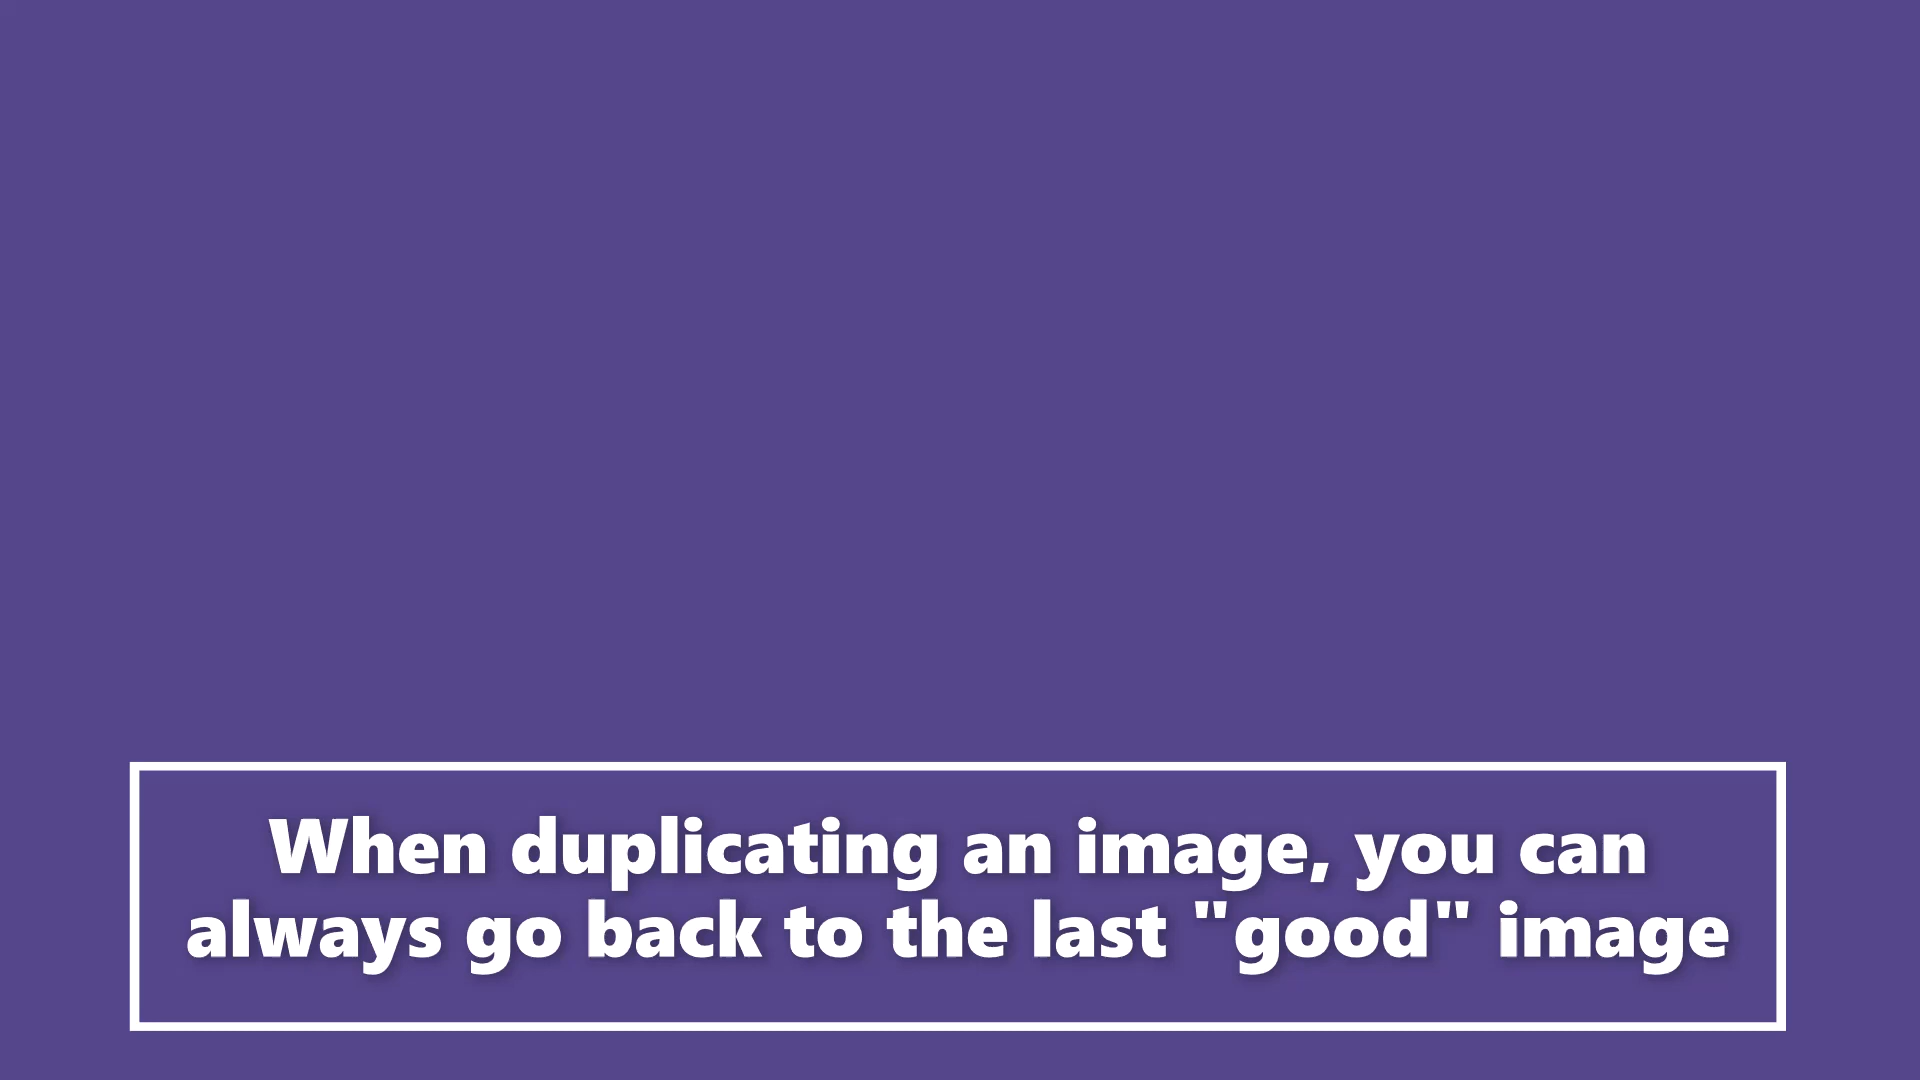 When duplicating an image, you can
always go back to the last "good" image